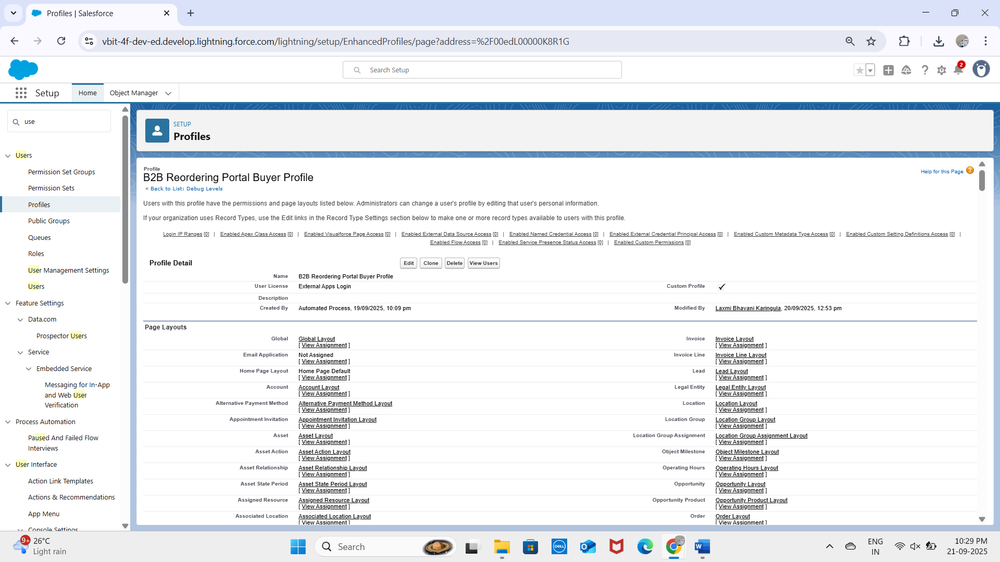 Profiles | Salesforce
vbit-4f-dev-ed.develop.lightning.force.com/lightning/setup/EnhancedProfiles/page?address=%2F00edL00000K8R1G
Search Setup
2
Setup
Home
Object Manager
use
Users
Permission Set Groups
Permission Sets
Profiles
Public Groups
Queues
Roles
User Management Settings
Users
Feature Settings
Data.com
Prospector Users
Service
Embedded Service
Messaging for In-App
and Web User
Verification
Process Automation
Paused And Failed Flow
Interviews
User Interface
Action Link Templates
Actions & Recommendations
App Menu
Console Settings
SETUP
Profiles
Profile
B2B Reordering Portal Buyer Profile
« Back to List: Debug Levels
Help for this Page ?
Users with this profile have the permissions and page layouts listed below. Administrators can change a user's profile by editing that user's personal information.
If your organization uses Record Types, use the Edit links in the Record Type Settings section below to make one or more record types available to users with this profile.
Login IP Ranges [0] | Enabled Apex Class Access [0] | Enabled Visualforce Page Access [0] | Enabled External Data Source Access [0] | Enabled Named Credential Access [0] | Enabled External Credential Principal Access [0] | Enabled Custom Metadata Type Access [0] | Enabled Custom Setting Definitions Access [0] |
Enabled Flow Access [0] | Enabled Service Presence Status Access [0] | Enabled Custom Permissions [0]
Profile Detail Edit Clone Delete View Users
Name B2B Reordering Portal Buyer Profile
User License External Apps Login Custom Profile ✓
Description
Created By Automated Process, 19/09/2025, 10:09 pm Modified By Laxmi Bhavani Karingula, 20/09/2025, 12:53 pm
Page Layouts
Global Global Layout Invoice Invoice Layout
[ View Assignment ] [ View Assignment ]
Email Application Not Assigned Invoice Line Invoice Line Layout
[ View Assignment ] [ View Assignment ]
Home Page Layout Home Page Default Lead Lead Layout
[ View Assignment ] [ View Assignment ]
Account Account Layout Legal Entity Legal Entity Layout
[ View Assignment ] [ View Assignment ]
Alternative Payment Method Alternative Payment Method Layout Location Location Layout
[ View Assignment ] [ View Assignment ]
Appointment Invitation Appointment Invitation Layout Location Group Location Group Layout
[ View Assignment ] [ View Assignment ]
Asset Asset Layout Location Group Assignment Location Group Assignment Layout
[ View Assignment ] [ View Assignment ]
Asset Action Asset Action Layout Object Milestone Object Milestone Layout
[ View Assignment ] [ View Assignment ]
Asset Relationship Asset Relationship Layout Operating Hours Operating Hours Layout
[ View Assignment ] [ View Assignment ]
Asset State Period Asset State Period Layout Opportunity Opportunity Layout
[ View Assignment ] [ View Assignment ]
Assigned Resource Assigned Resource Layout Opportunity Product Opportunity Product Layout
[ View Assignment ] [ View Assignment ]
Associated Location Associated Location Layout Order Order Layout
[ View Assignment ] [ View Assignment ]
9+
26°C
Light rain
Search
DELL
ENG
IN
10:29 PM
21-09-2025